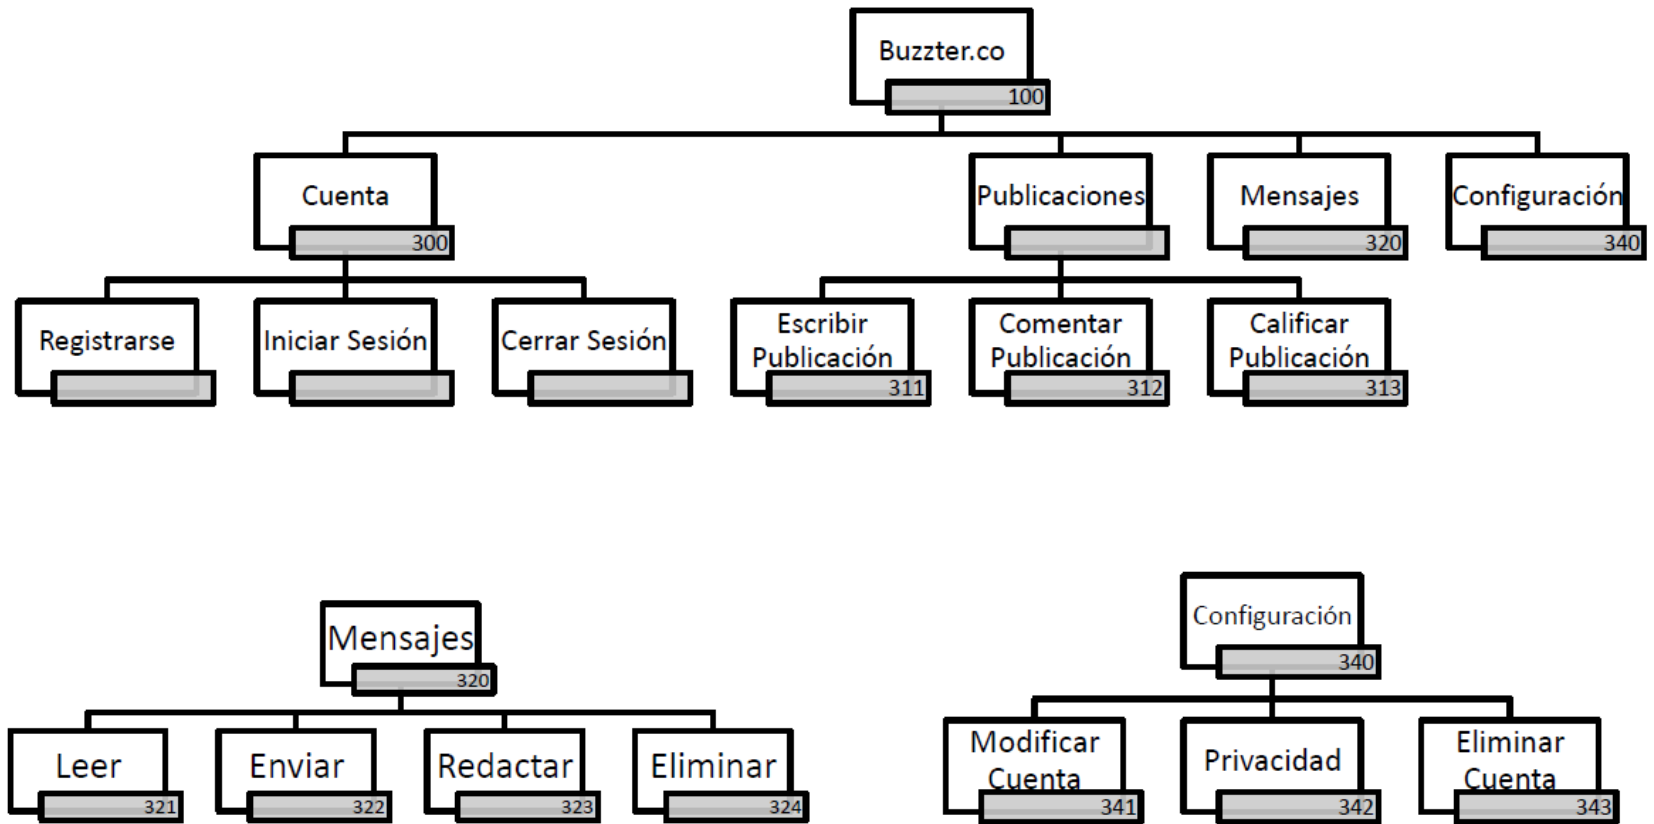 Buzzter.co
100
Cuenta
300
Publicaciones
Mensajes
320
Configuración
340
Registrarse
Iniciar Sesión
Cerrar Sesión
Escribir
Publicación
311
Comentar
Publicación
312
Calificar
Publicación
313
Mensajes
320
Leer
321
Enviar
322
Redactar
323
Eliminar
324
Configuración
340
Modificar
Cuenta
341
Privacidad
342
Eliminar
Cuenta
343